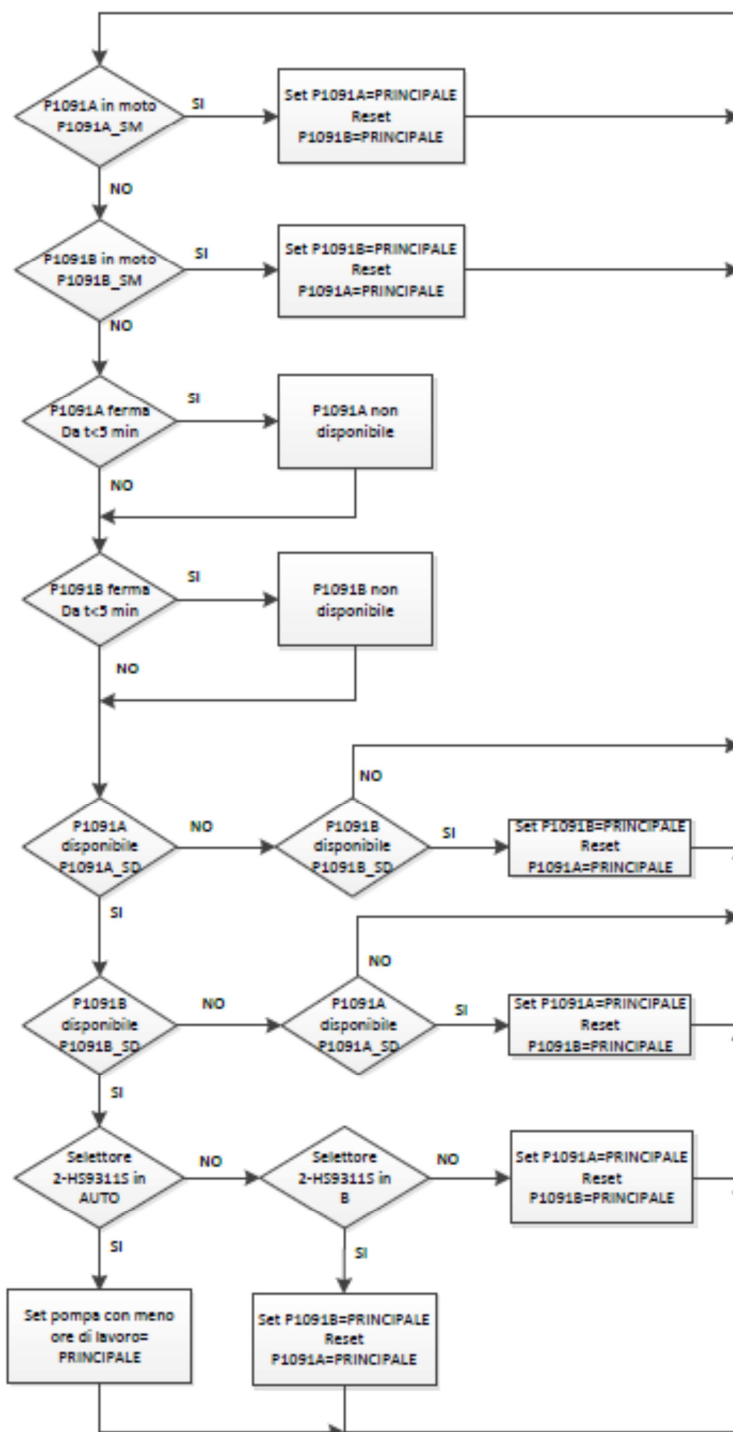 P1091A in moto
P1091A_SM
SI
Set P1091A=PRINCIPALE
Reset
P1091B=PRINCIPALE
NO
P1091B in moto
P1091B_SM
SI
Set P1091B=PRINCIPALE
Reset
P1091A=PRINCIPALE
NO
P1091A ferma
Da t<5 min
SI
P1091A non
disponibile
NO
P1091B ferma
Da t<5 min
SI
P1091B non
disponibile
NO
NO
P1091A
disponibile
P1091A_SD
NO
P1091B
disponibile
P1091B_SD
SI
Set P1091B=PRINCIPALE
Reset
P1091A=PRINCIPALE
SI
NO
P1091B
disponibile
P1091B_SD
NO
P1091A
disponibile
P1091A_SD
SI
Set P1091A=PRINCIPALE
Reset
P1091B=PRINCIPALE
SI
Selettore
2-HS9311S in
AUTO
NO
Selettore
2-HS9311S in
B
NO
Set P1091A=PRINCIPALE
Reset
P1091B=PRINCIPALE
SI
SI
Set pompa con meno
ore di lavoro=
PRINCIPALE
Set P1091B=PRINCIPALE
Reset
P1091A=PRINCIPALE